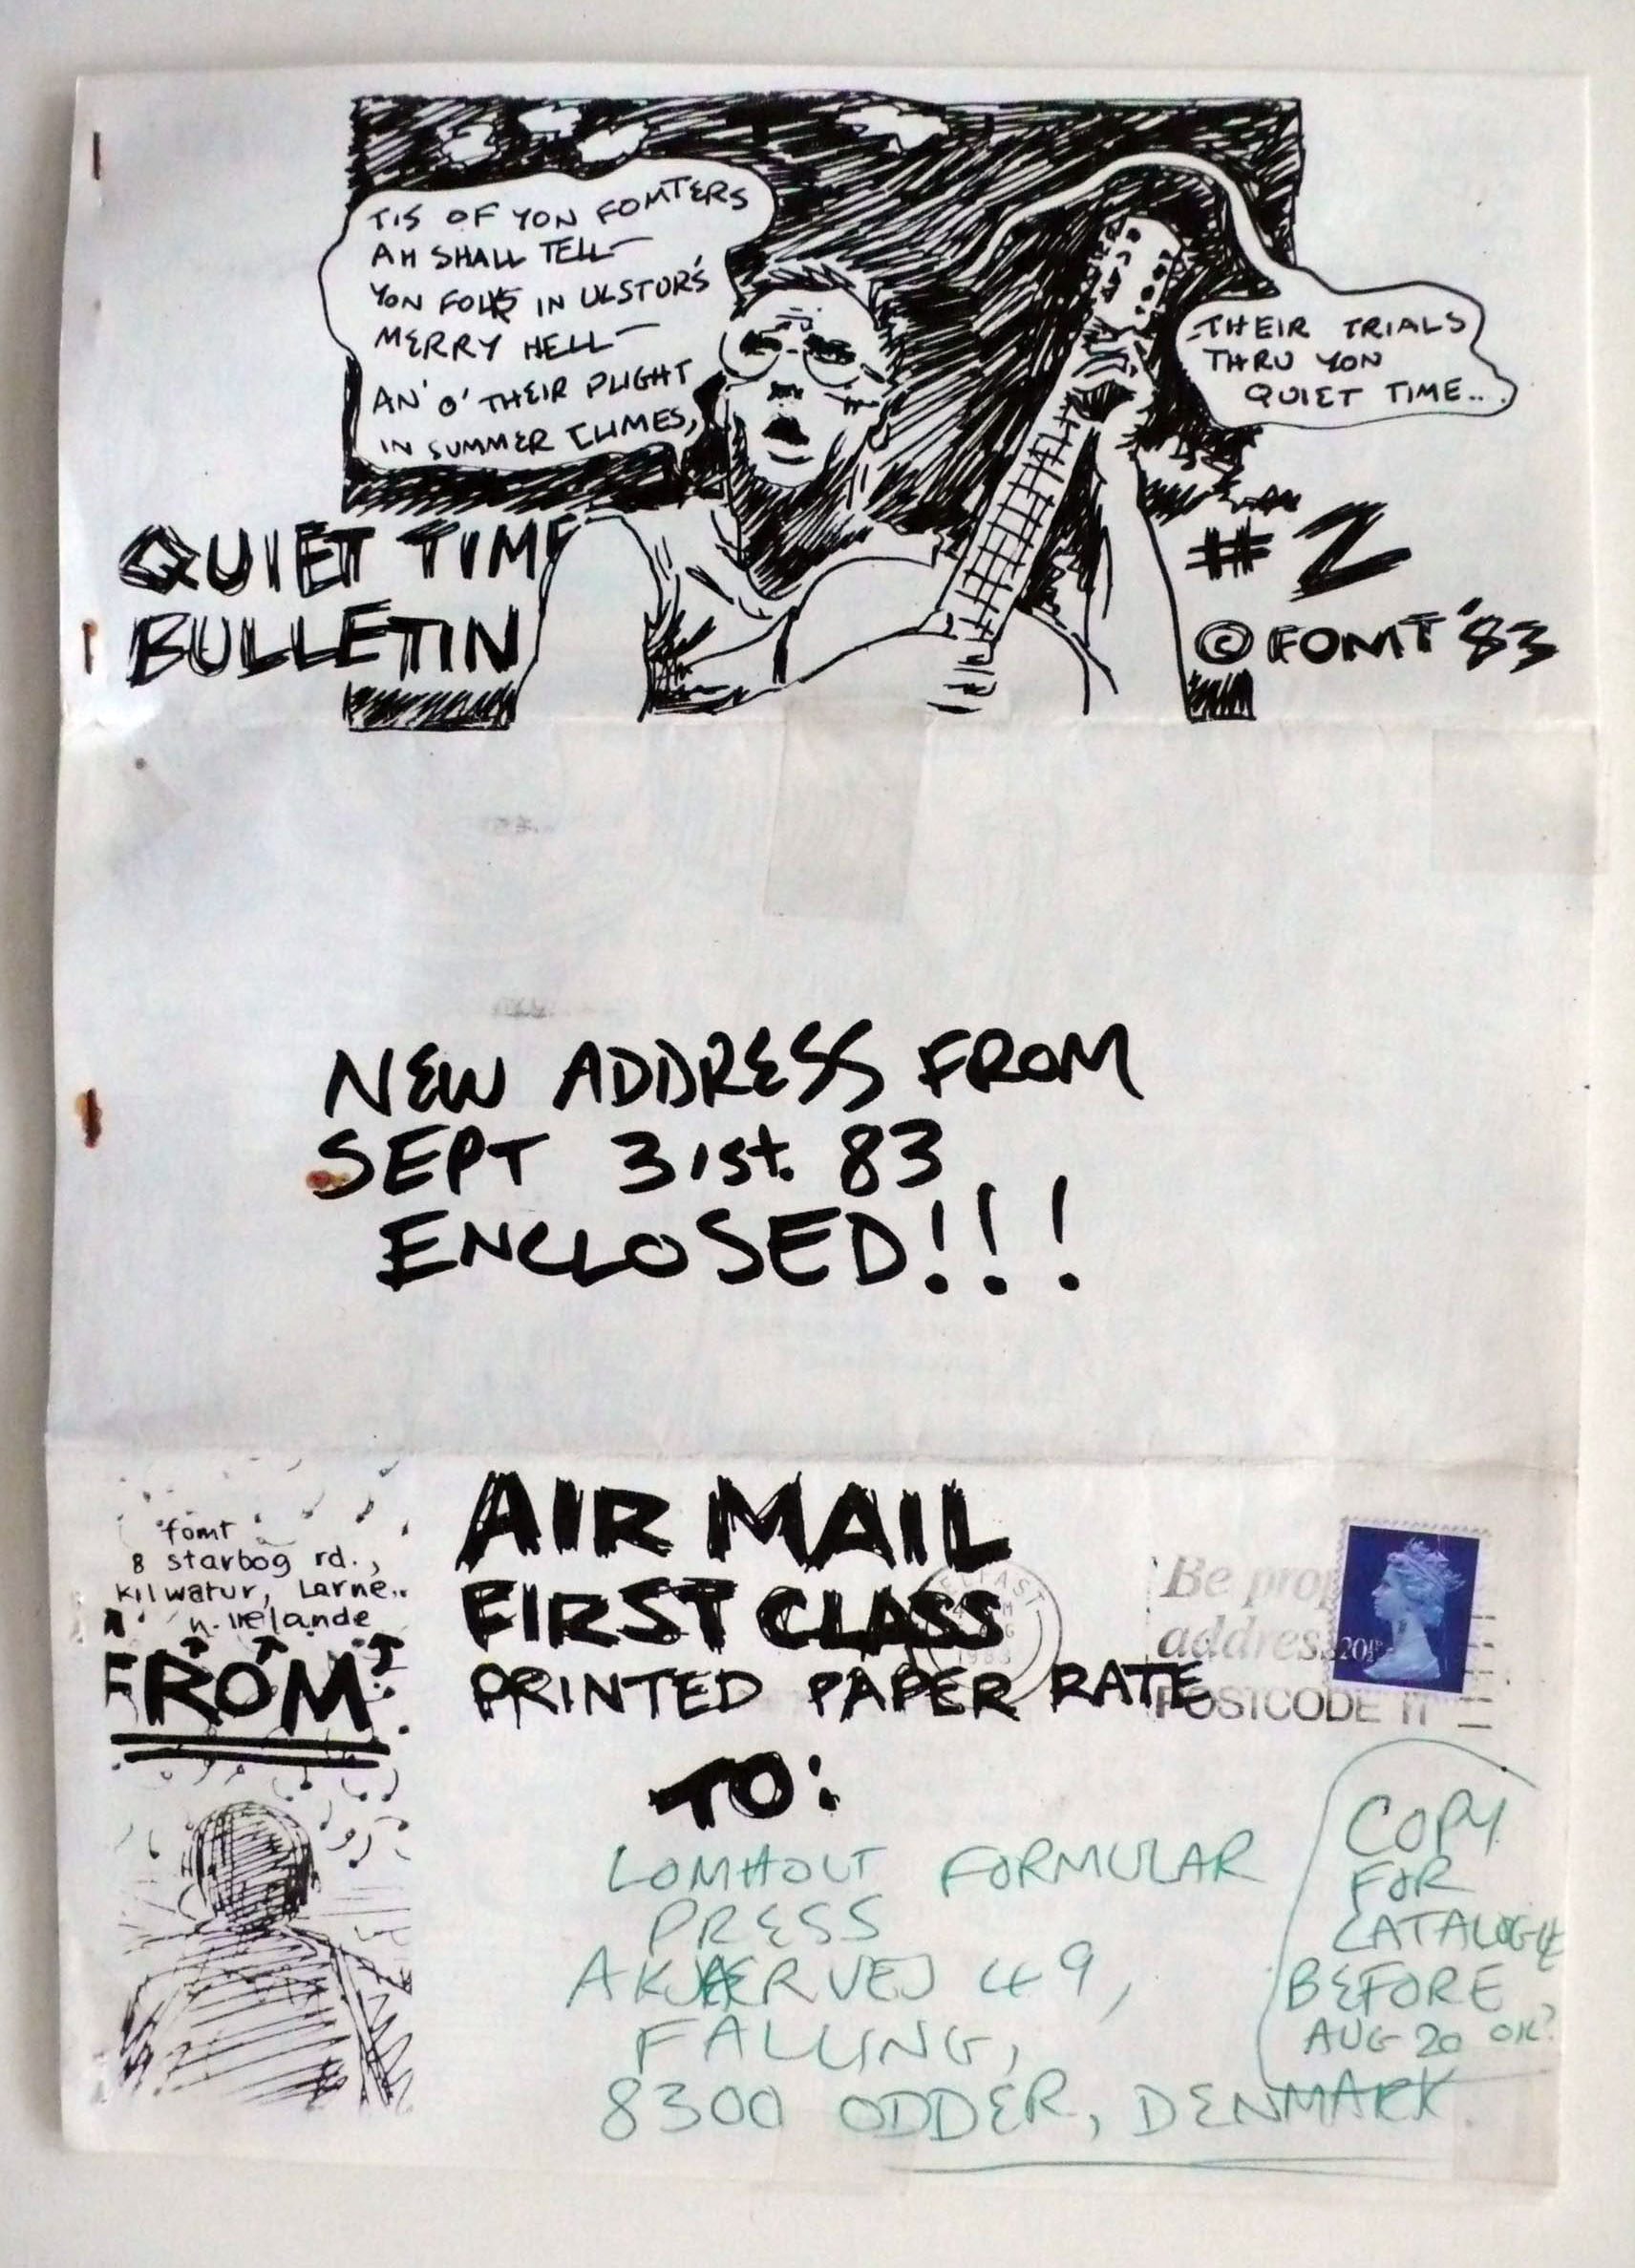 TIS OF YON FOMTERS
AH SHALL TELL—
YON FOLKS IN ULSTUR'S
MERRY HELL—
AN' O' THEIR PLIGHT
IN SUMMER CLIMES,
THEIR TRIALS
THRU YON
QUIET TIME...
QUIET TIME
BULLETIN
#2
© FOMT '83
NEW ADDRESS FROM
SEPT 31st. 83
ENCLOSED!!!
fomt
8 starbog rd.,
kilwatur, Larne..
n. irelande
FROM
AIR MAIL
FIRST CLASS
PRINTED PAPER RATE
BELFAST
1983
Be prop
address
POSTCODE IT
20P
TO:
LOMHOLT FORMULAR
PRESS
AKJAERVEJ 49,
FALLING,
8300 ODDER, DENMARK
COPY
FOR
CATALOGUE
BEFORE
AUG 20 OK?